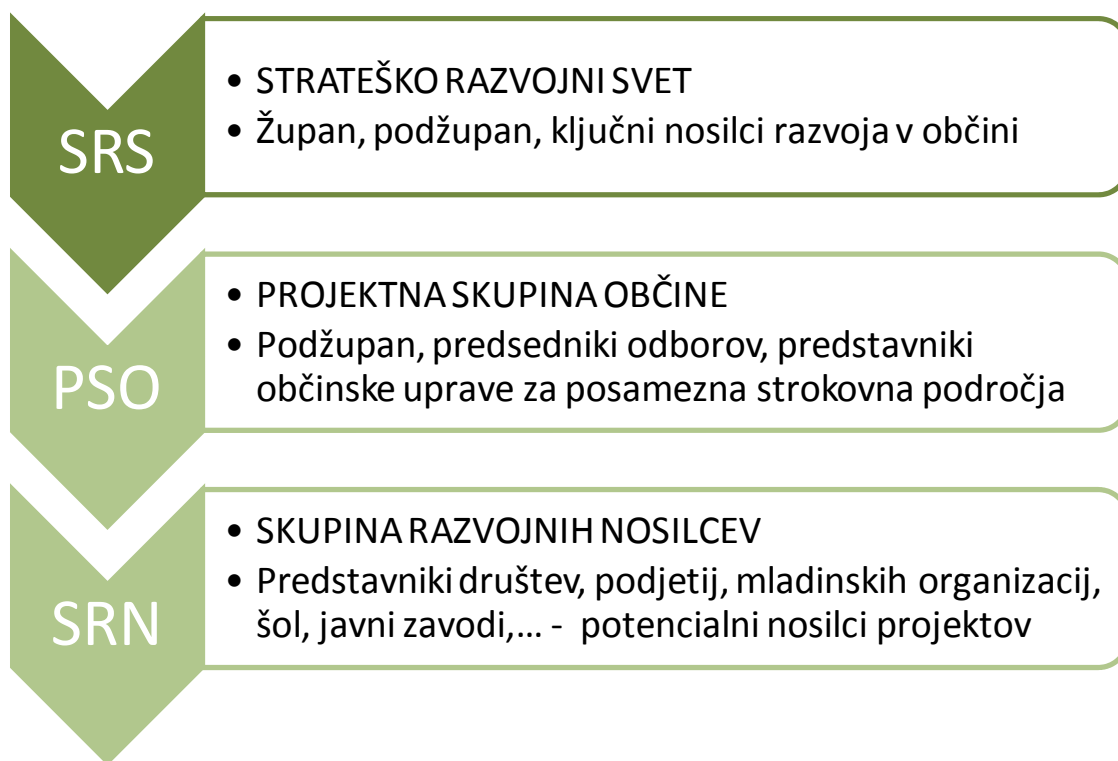 SRS
• STRATEŠKO RAZVOJNI SVET
• Župan, podžupan, ključni nosilci razvoja v občini
PSO
• PROJEKTNA SKUPINA OBČINE
• Podžupan, predsedniki odborov, predstavniki
občinske uprave za posamezna strokovna področja
SRN
• SKUPINA RAZVOJNIH NOSILCEV
• Predstavniki društev, podjetij, mladinskih organizacij,
šol, javni zavodi,... - potencialni nosilci projektov